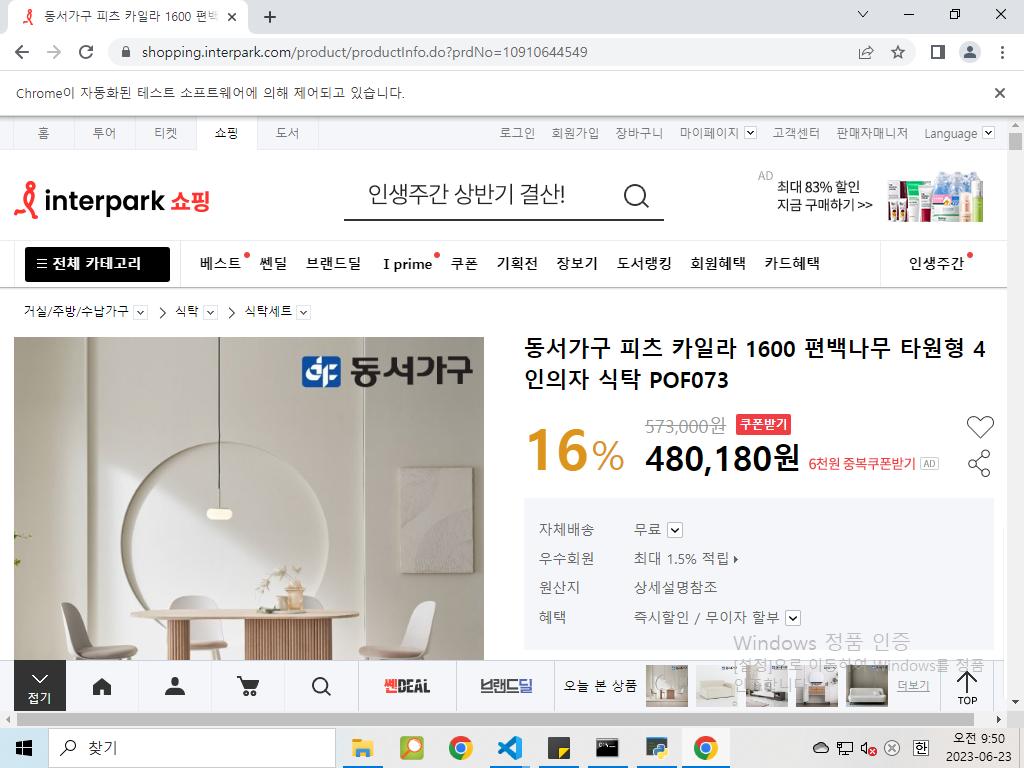 동서가구 피츠 카일라 1600 편백
shopping.interpark.com/product/productInfo.do?prdNo=10910644549
Chrome이 자동화된 테스트 소프트웨어에 의해 제어되고 있습니다.
홈 투어 티켓 쇼핑 도서 로그인 회원가입 장바구니 마이페이지 고객센터 판매자매니저 Language
interpark 쇼핑
인생주간 상반기 결산!
AD 최대 83% 할인
지금 구매하기 >>
전체 카테고리 베스트 쎈딜 브랜드딜 I prime 쿠폰 기획전 장보기 도서랭킹 회원혜택 카드혜택 인생주간
거실/주방/수납가구 > 식탁 > 식탁세트
동서가구
동서가구 피츠 카일라 1600 편백나무 타원형 4
인의자 식탁 POF073
16%
573,000원 쿠폰받기
480,180원 6천원 중복쿠폰받기 AD
자체배송 무료
우수회원 최대 1.5% 적립
원산지 상세설명참조
혜택 즉시할인 / 무이자 할부
Windows 정품 인증
[설정]으로 이동하여 Windows를 정품
인증합니다.
접기
쎈DEAL
브랜드딜
오늘 본 상품
더보기
TOP
찾기
한
오전 9:50
2023-06-23